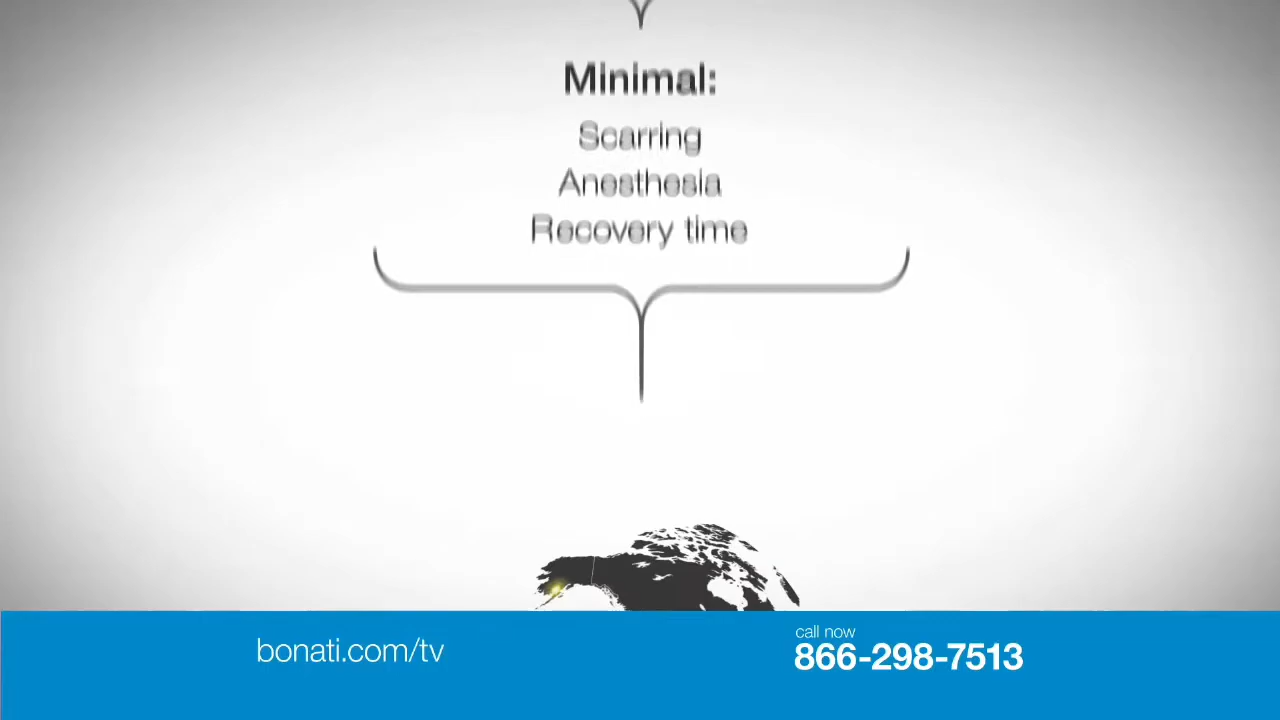 Minimal:
Scarring
Anesthesia
Recovery time
bonati.com/tv
call now
866-298-7513